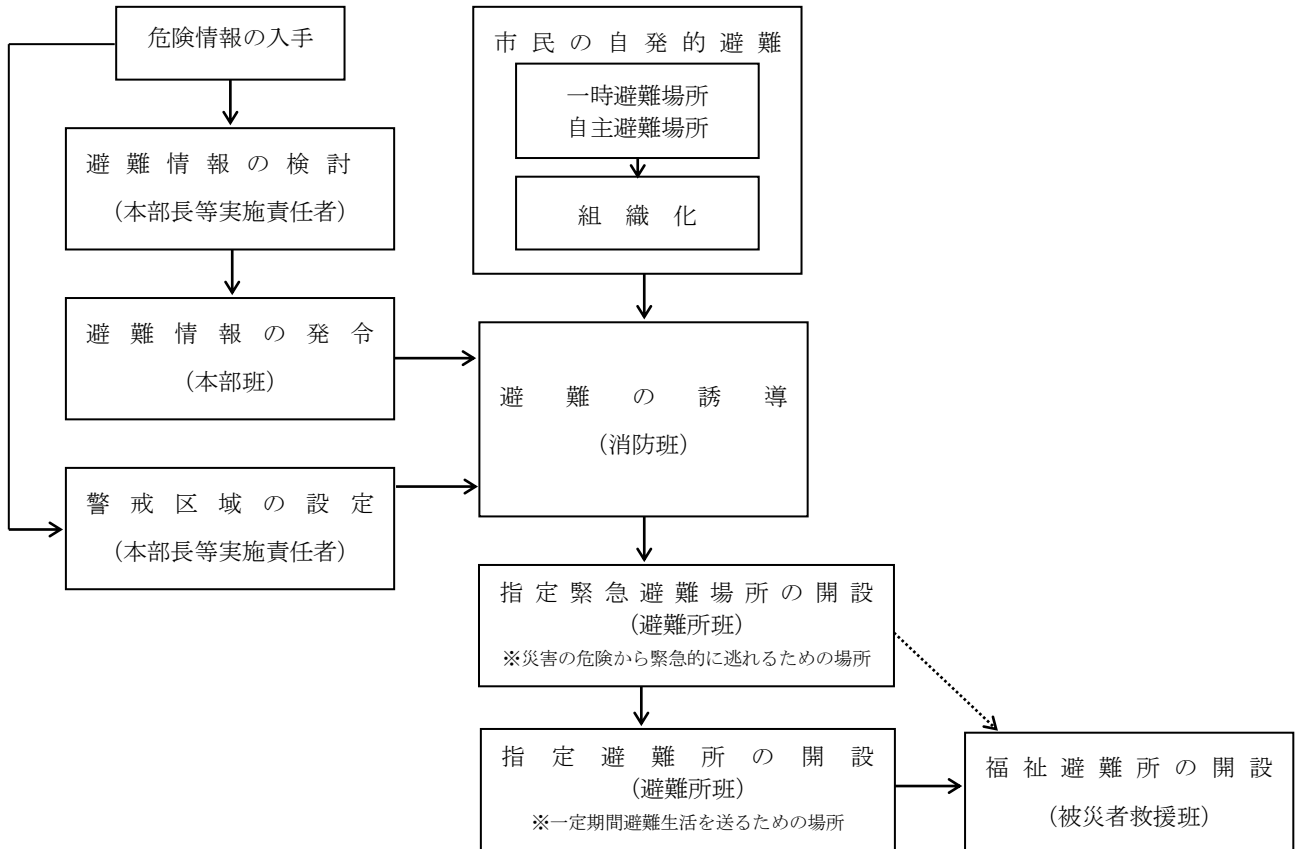 危険情報の入手
避難情報の検討
（本部長等実施責任者）
避難情報の発令
（本部班）
警戒区域の設定
（本部長等実施責任者）
市民の自発的避難
一時避難場所
自主避難場所
組織化
避難の誘導
（消防班）
指定緊急避難場所の開設
（避難所班）
※災害の危険から緊急的に逃れるための場所
指定避難所の開設
（避難所班）
※一定期間避難生活を送るための場所
福祉避難所の開設
（被災者救援班）